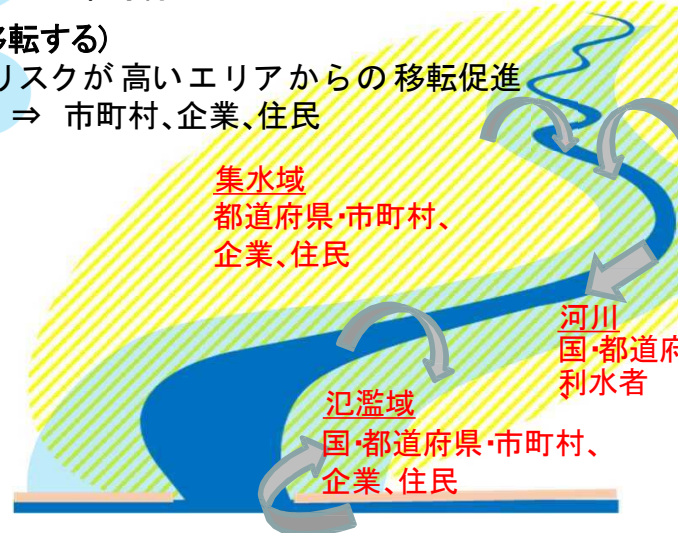 移転する)
リスクが高いエリアからの移転促進
⇒ 市町村、企業、住民
集水域
都道府県・市町村、
企業、住民
河川
国・都道府
利水者
氾濫域
国・都道府県・市町村、
企業、住民